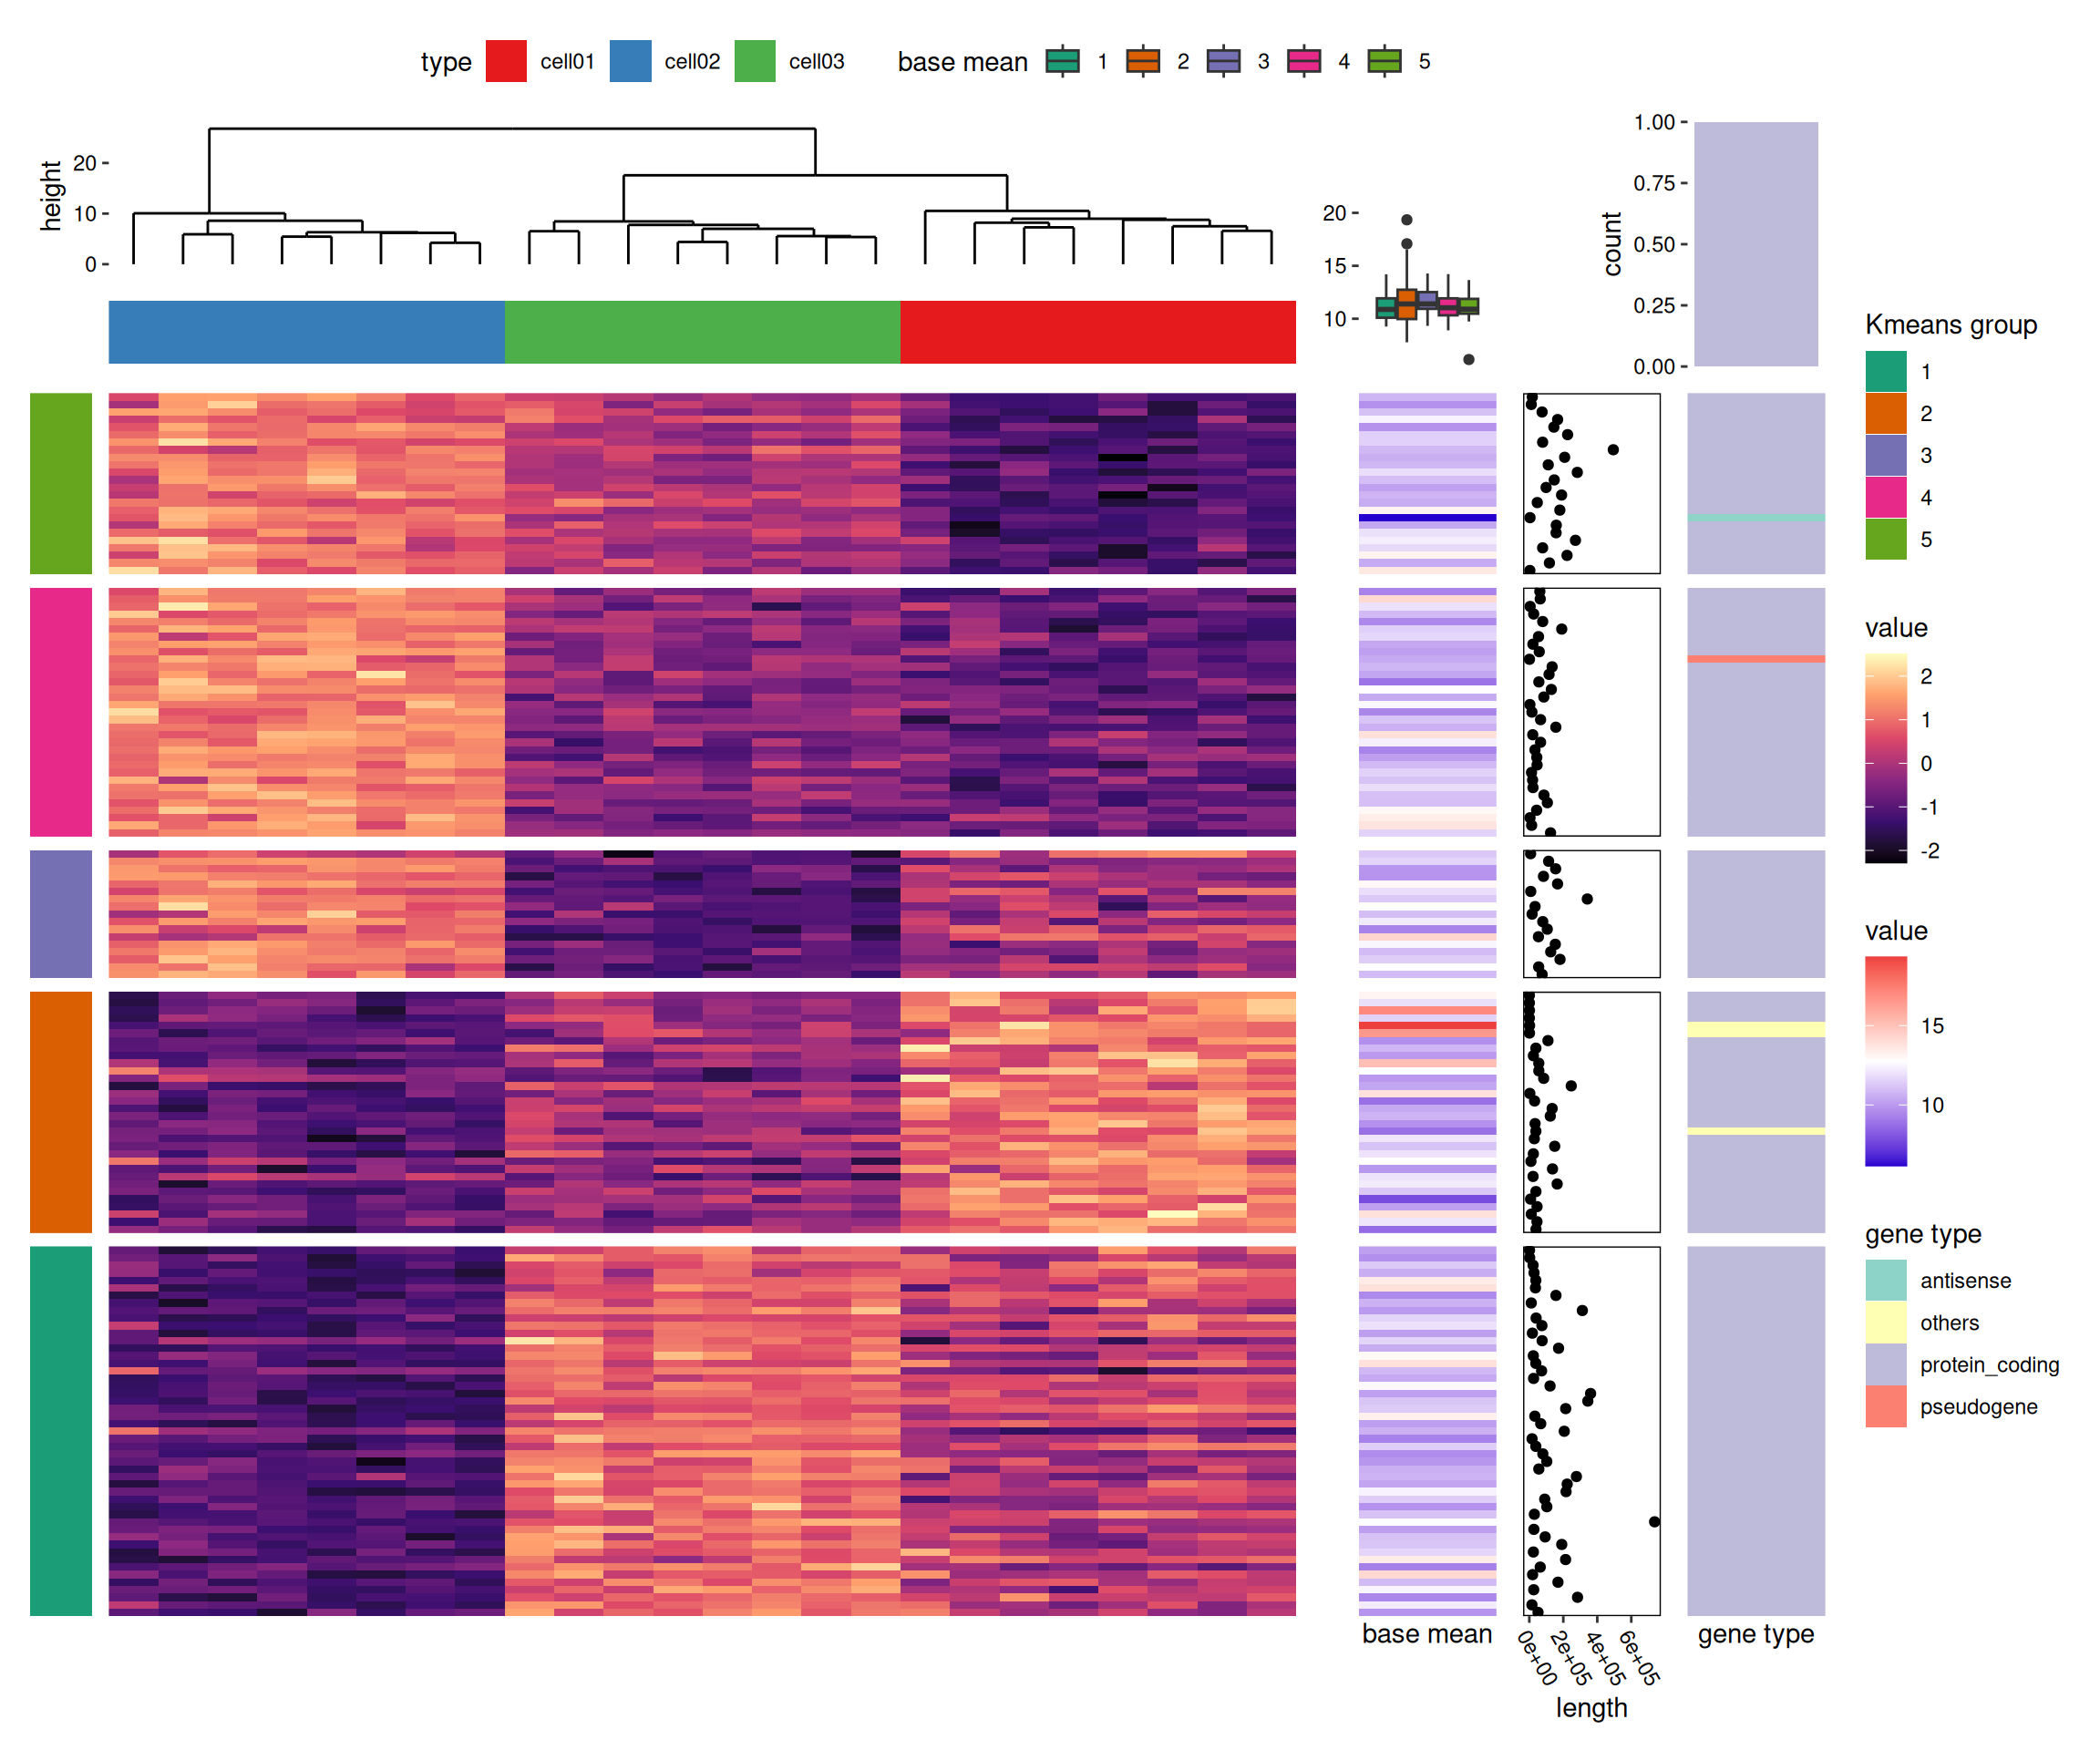 type cell01 cell02 cell03 base mean 1 2 3 4 5
height
20
10
0
20
15
10
count
1.00
0.75
0.50
0.25
0.00
Kmeans group
1
2
3
4
5
value
2
1
0
-1
-2
value
15
10
gene type
antisense
others
protein_coding
pseudogene
base mean
0e+00
2e+05
4e+05
6e+05
length
gene type